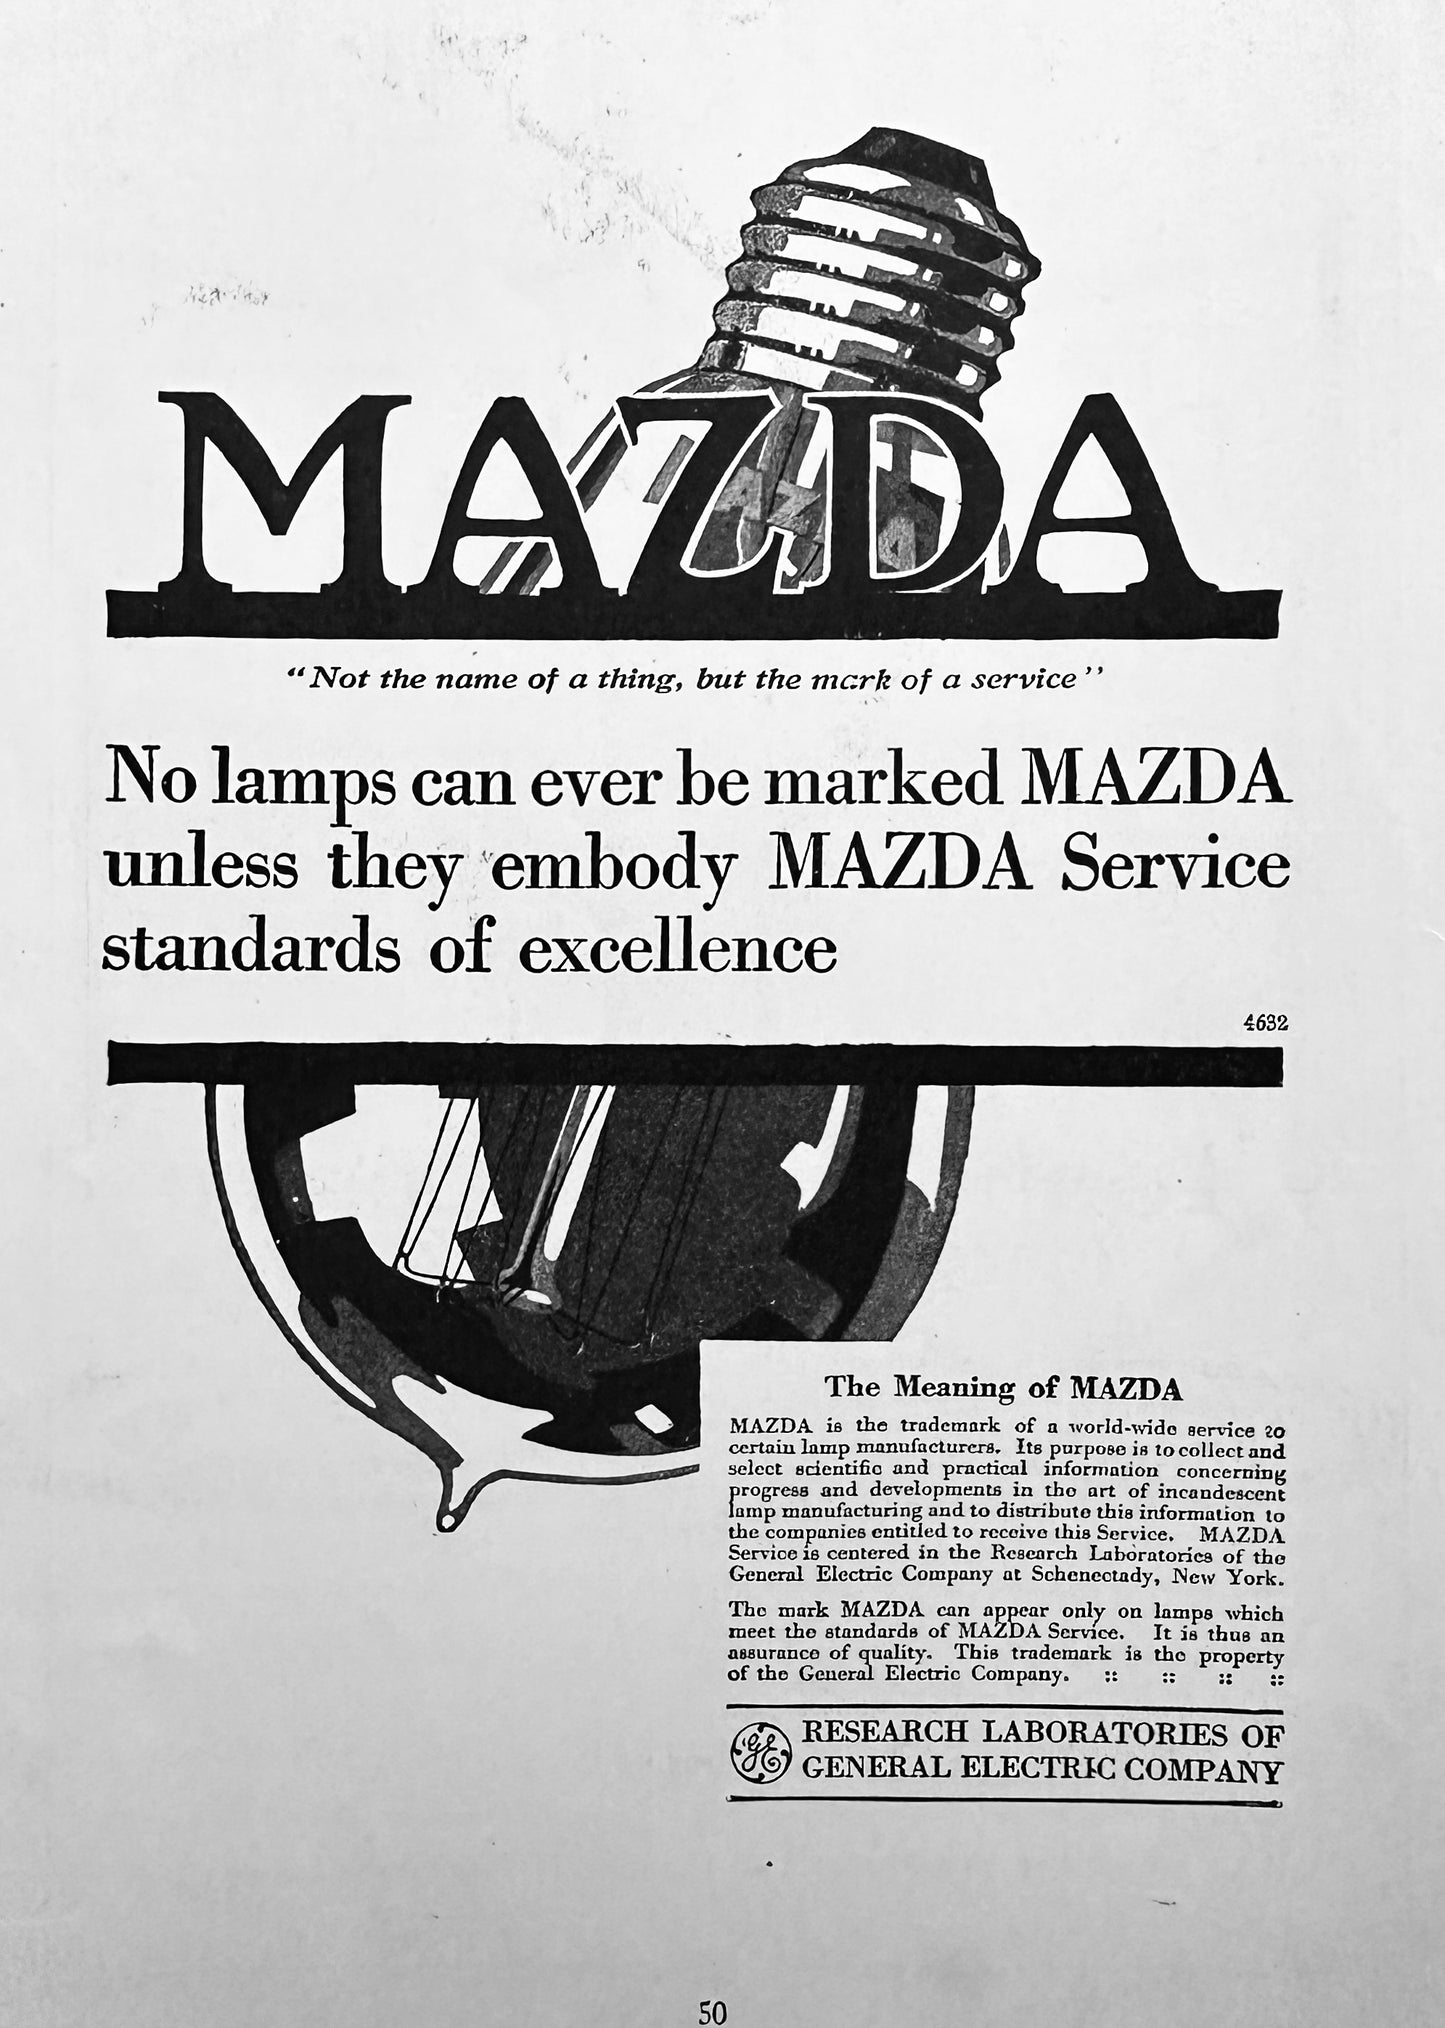 MAZDA
"Not the name of a thing, but the mark of a service"
No lamps can ever be marked MAZDA
unless they embody MAZDA Service
standards of excellence
4632
The Meaning of MAZDA
MAZDA is the trademark of a world-wide service to
certain lamp manufacturers. Its purpose is to collect and
select scientific and practical information concerning
progress and developments in the art of incandescent
lamp manufacturing and to distribute this information to
the companies entitled to receive this Service. MAZDA
Service is centered in the Research Laboratories of the
General Electric Company at Schenectady, New York.
The mark MAZDA can appear only on lamps which
meet the standards of MAZDA Service. It is thus an
assurance of quality. This trademark is the property
of the General Electric Company. :: :: :: ::
GE
RESEARCH LABORATORIES OF
GENERAL ELECTRIC COMPANY
50